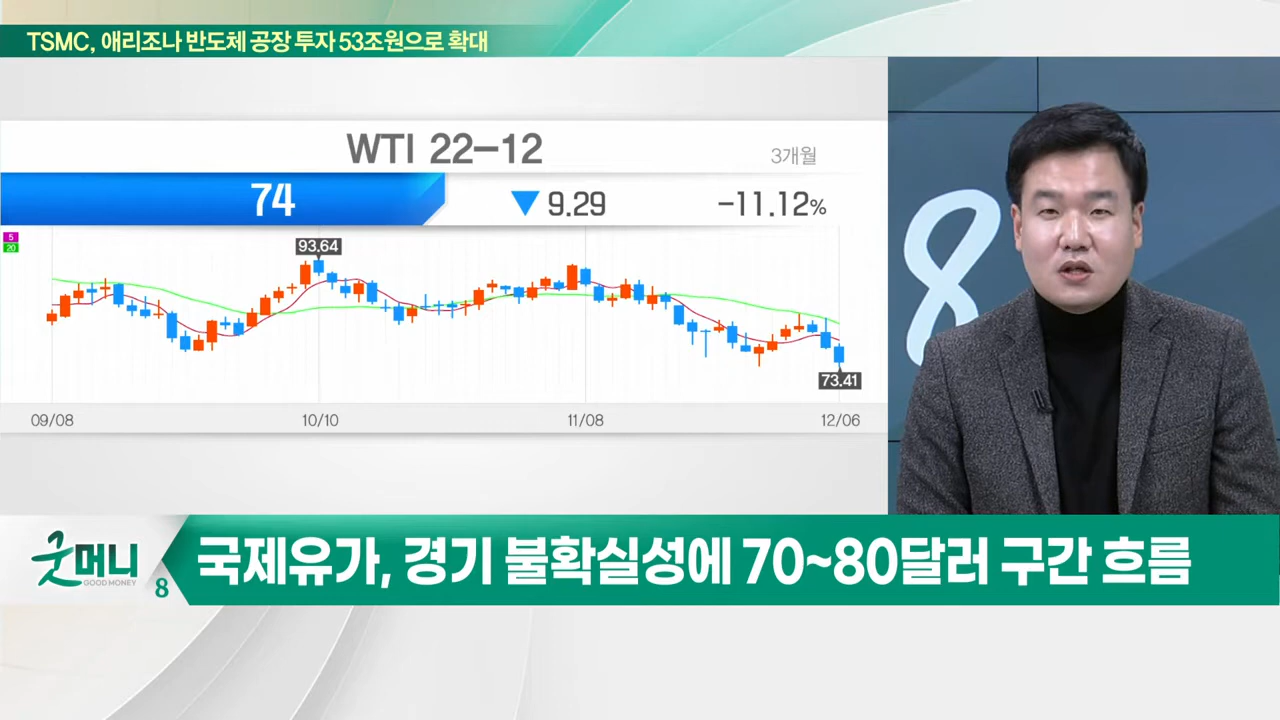 TSMC, 애리조나 반도체 공장 투자 53조원으로 확대
WTI 22-12
3개월
74 ▼ 9.29 -11.12%
5
20
93.64
73.41
09/08 10/10 11/08 12/06
8
굿머니
GOOD MONEY
8
국제유가, 경기 불확실성에 70~80달러 구간 흐름